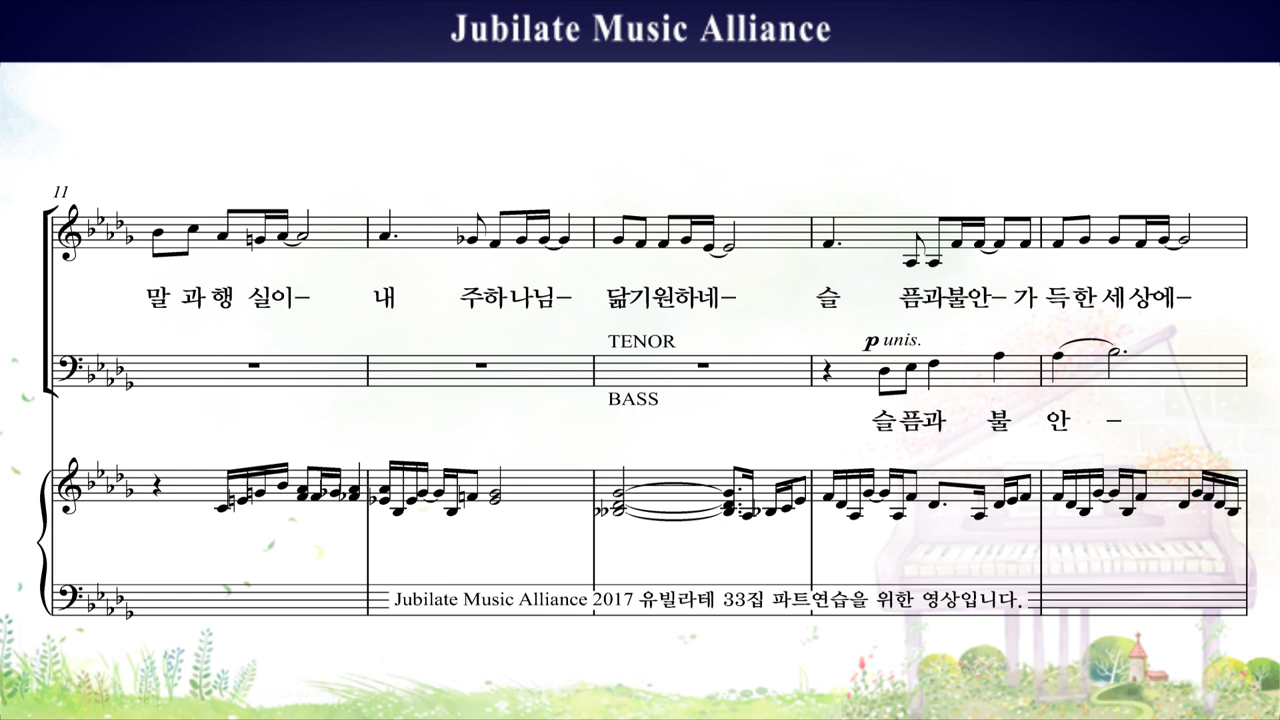 Jubilate Music Alliance
11
말 과 행 실이– 내 주하나님– 닮기원하네– 슬 픔과불안– 가 득한 세상에–
TENOR
p unis.
BASS
슬픔과 불 안 –
Jubilate Music Alliance 2017 유빌라테 33집 파트연습을 위한 영상입니다.